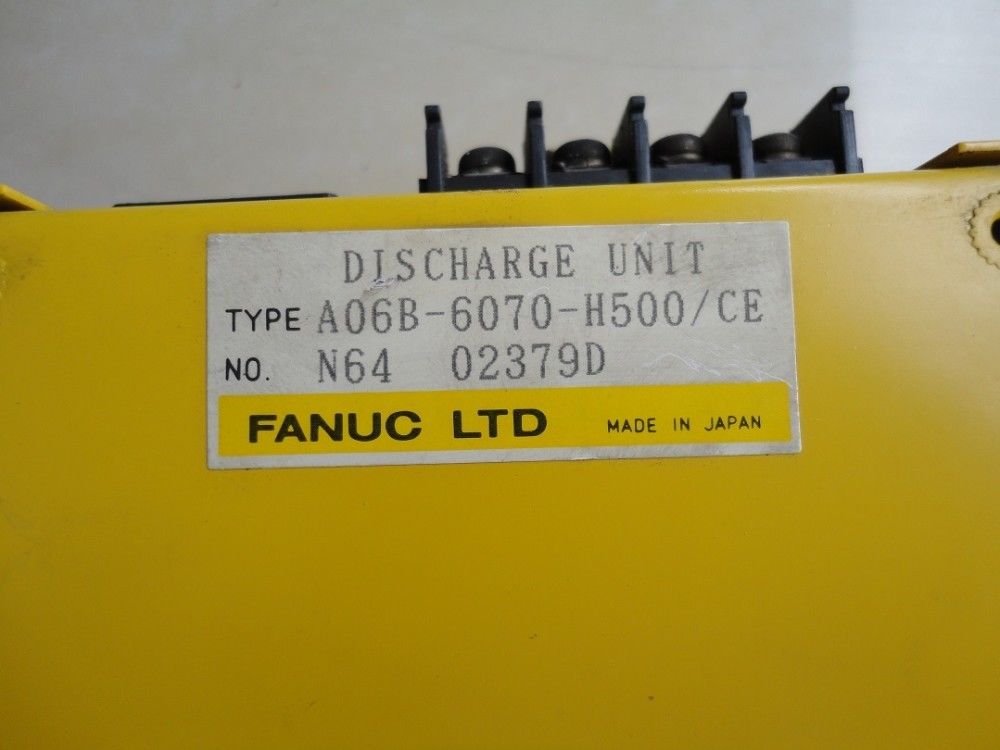 DISCHARGE UNIT
TYPE A06B-6070-H500/CE
NO. N64 02379D
FANUC LTD MADE IN JAPAN